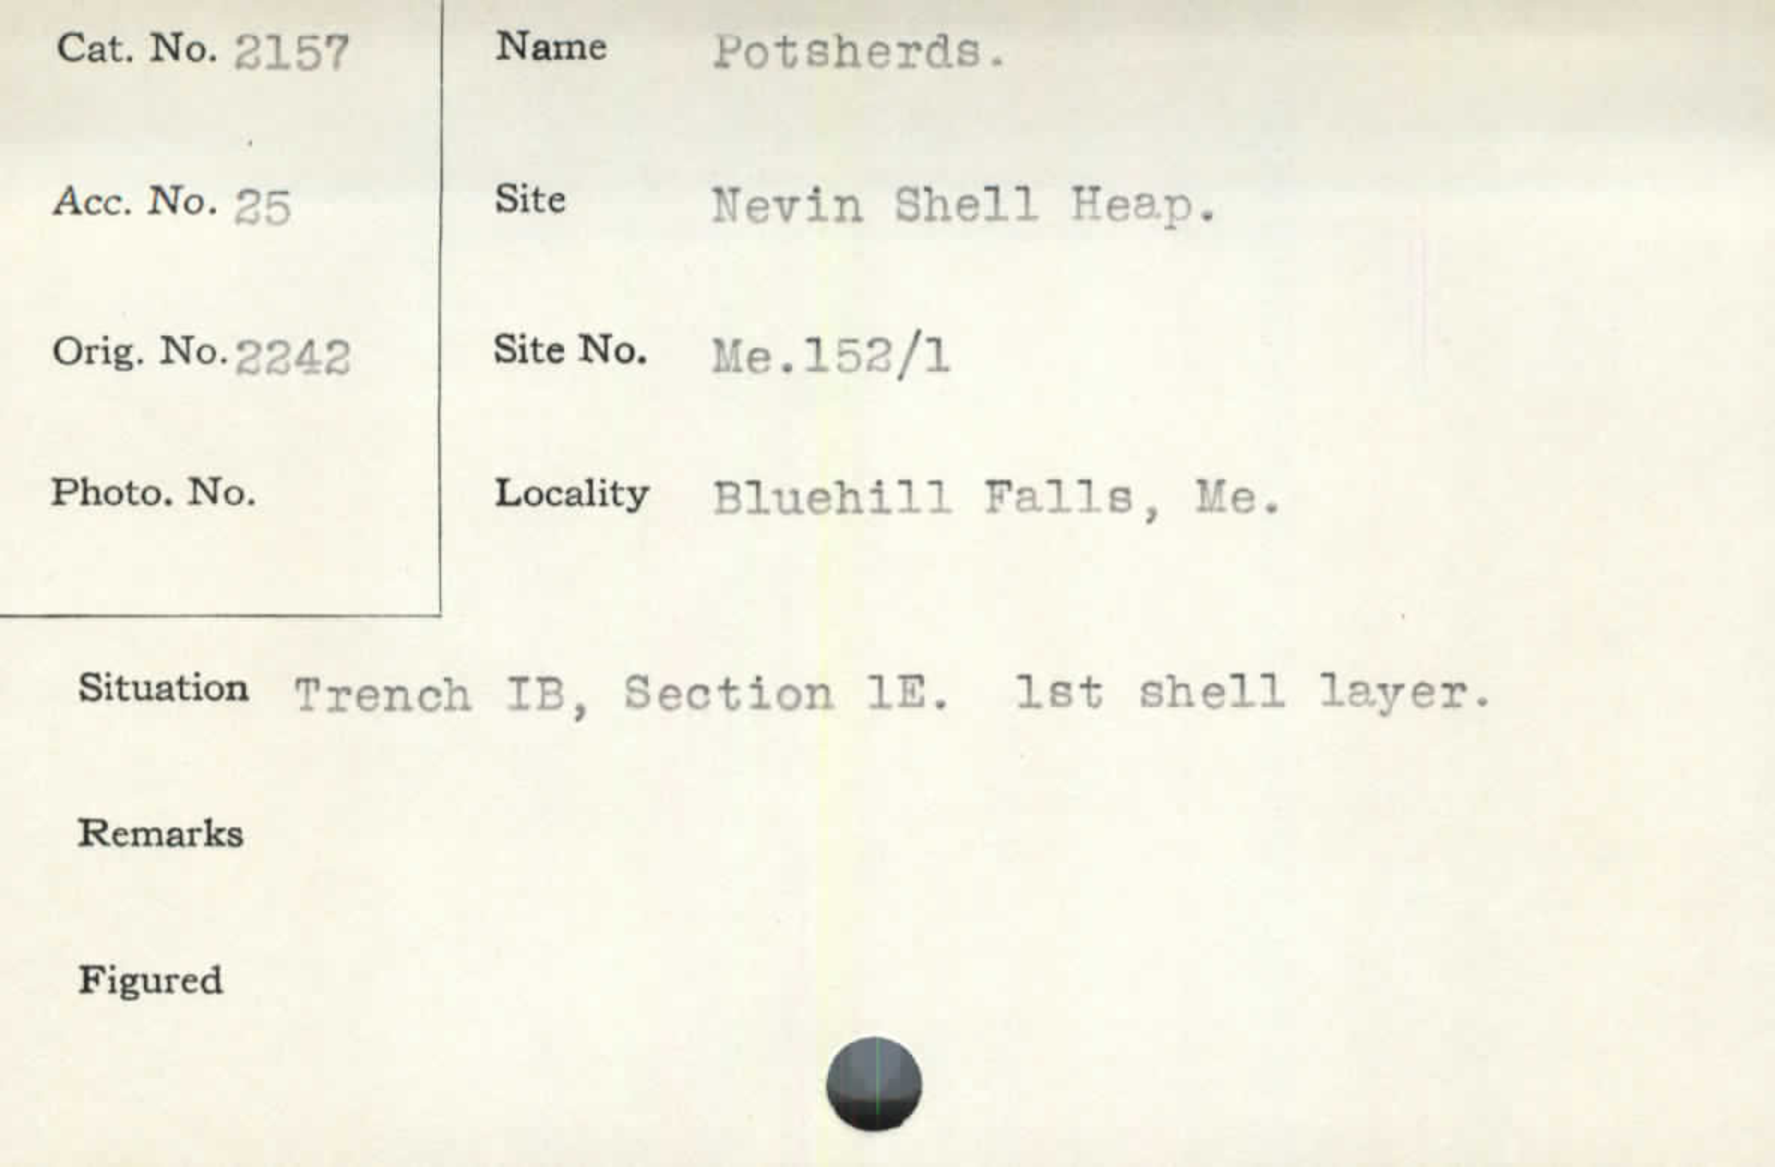 Cat. No. 2157
Name Potsherds.
Acc. No. 25
Site Nevin Shell Heap.
Orig. No. 2242
Site No. Me.152/1
Photo. No.
Locality Bluehill Falls, Me.
Situation Trench IB, Section 1E. 1st shell layer.
Remarks
Figured